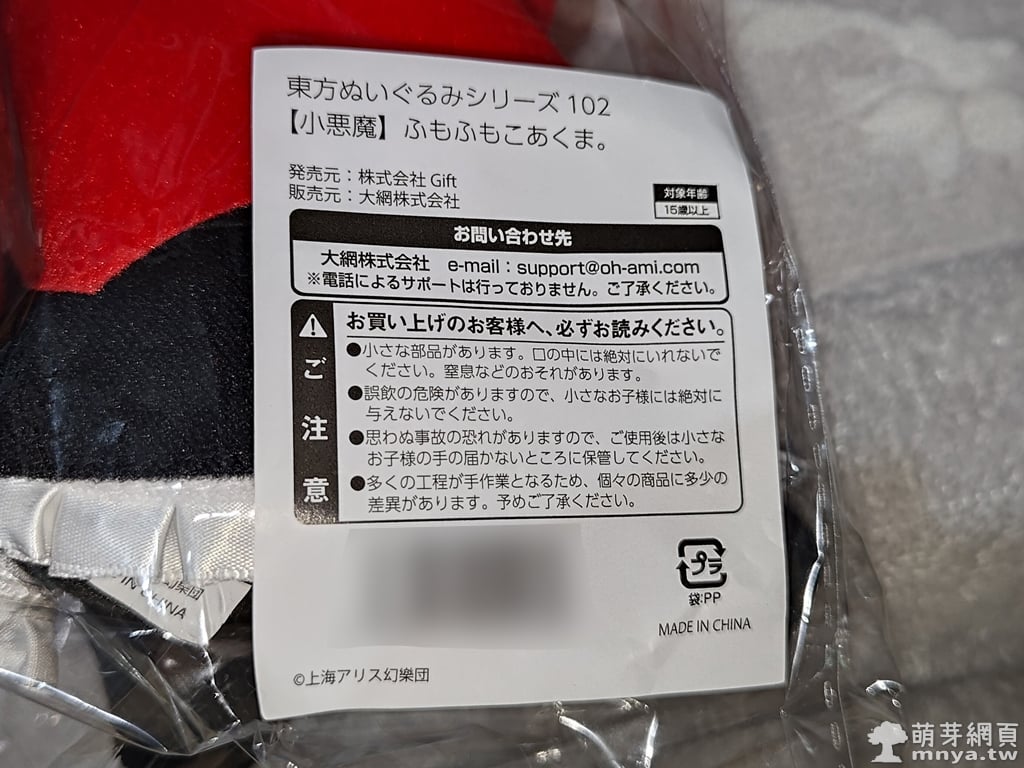 東方ぬいぐるみシリーズ 102
【小悪魔】ふもふもこあくま。
発売元：株式会社 Gift
販売元：大網株式会社
対象年齢
15歳以上
お問い合わせ先
大網株式会社 e-mail：support@oh-ami.com
※電話によるサポートは行っておりません。ご了承ください。
ご注意
お買い上げのお客様へ、必ずお読みください。
●小さな部品があります。口の中には絶対にいれないで
ください。窒息などのおそれがあります。
●誤飲の危険がありますので、小さなお子様には絶対に
与えないでください。
●思わぬ事故の恐れがありますので、ご使用後は小さな
お子様の手の届かないところに保管してください。
●多くの工程が手作業となるため、個々の商品に多少の
差異があります。予めご了承ください。
プラ
袋:PP
MADE IN CHINA
©上海アリス幻樂団
幻樂団
IN CHINA
萌芽網頁
mnya.tw